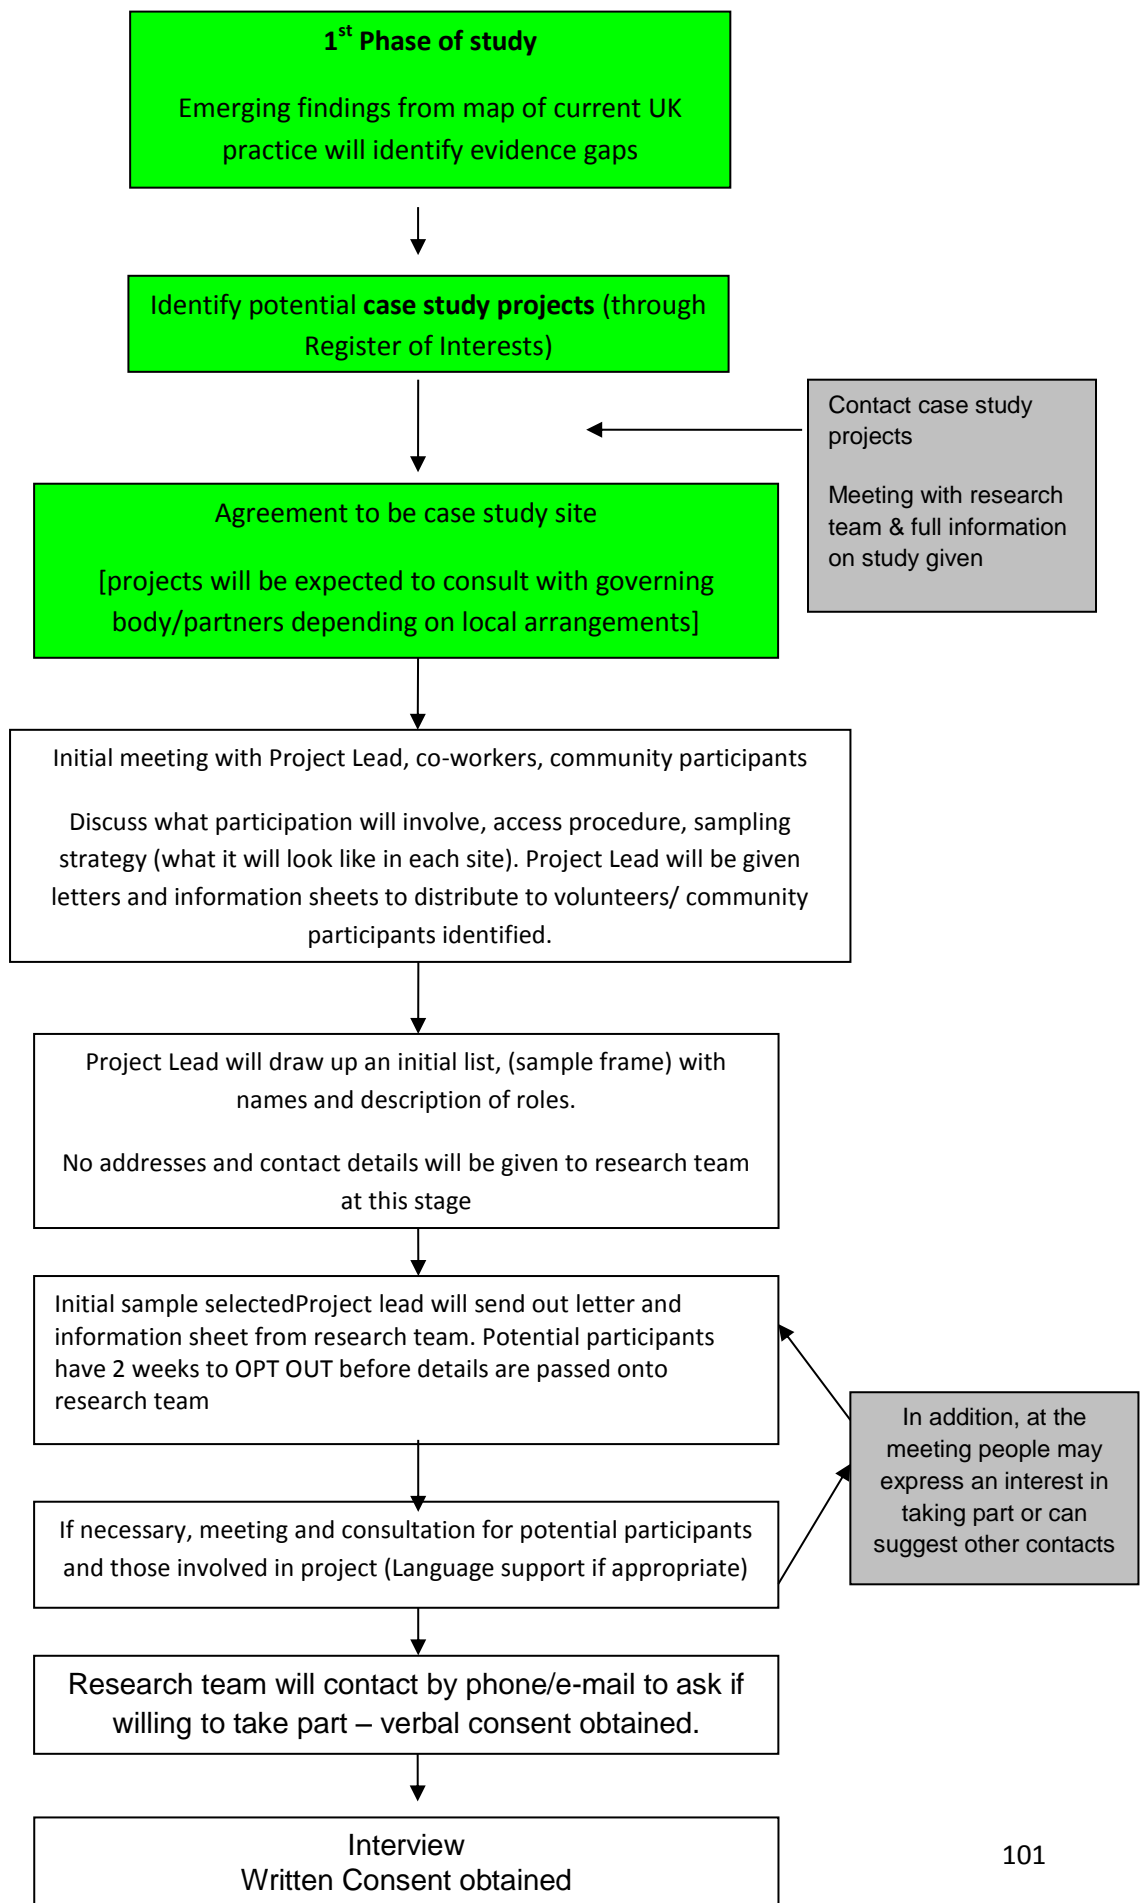 1st Phase of study
Emerging findings from map of current UK
practice will identify evidence gaps
Identify potential case study projects (through
Register of Interests)
Contact case study
projects
Meeting with research
team & full information
on study given
Agreement to be case study site
[projects will be expected to consult with governing
body/partners depending on local arrangements]
Initial meeting with Project Lead, co-workers, community participants
Discuss what participation will involve, access procedure, sampling
strategy (what it will look like in each site). Project Lead will be given
letters and information sheets to distribute to volunteers/ community
participants identified.
Project Lead will draw up an initial list, (sample frame) with
names and description of roles.
No addresses and contact details will be given to research team
at this stage
Initial sample selectedProject lead will send out letter and
information sheet from research team. Potential participants
have 2 weeks to OPT OUT before details are passed onto
research team
In addition, at the
meeting people may
express an interest in
taking part or can
suggest other contacts
If necessary, meeting and consultation for potential participants
and those involved in project (Language support if appropriate)
Research team will contact by phone/e-mail to ask if
willing to take part – verbal consent obtained.
Interview
Written Consent obtained
101